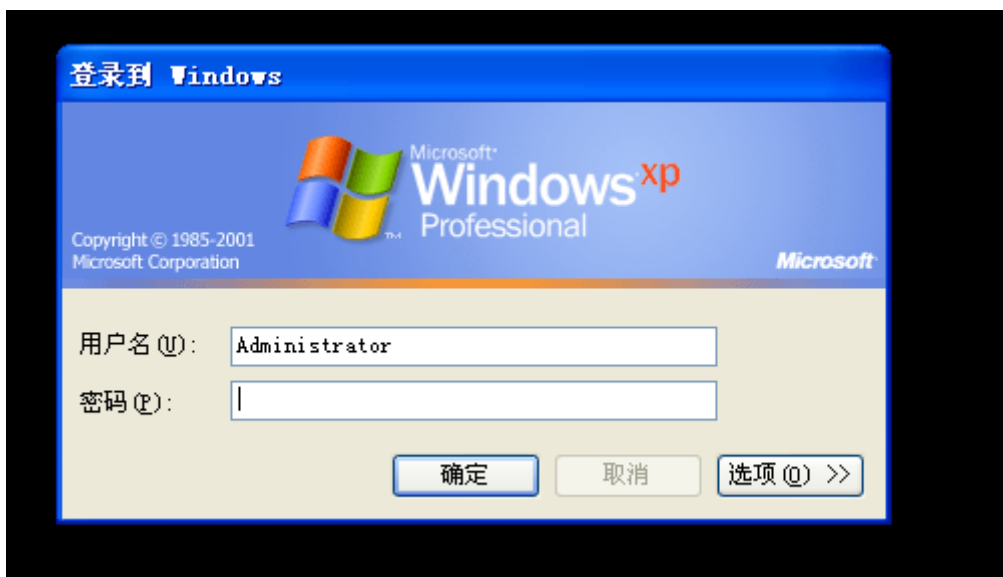 登录到 Windows
Microsoft®
Windows xp
Professional
TM
Copyright © 1985-2001
Microsoft Corporation
Microsoft
用户名(U):
Administrator
密码(P):
确定
取消
选项(O) >>